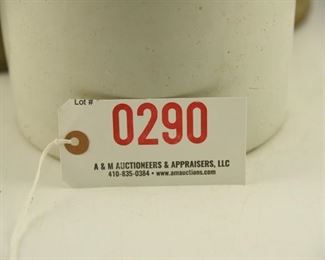 Lot #
0290
A & M AUCTIONEERS & APPRAISERS, LLC
410-835-0384 • www.amauctions.com